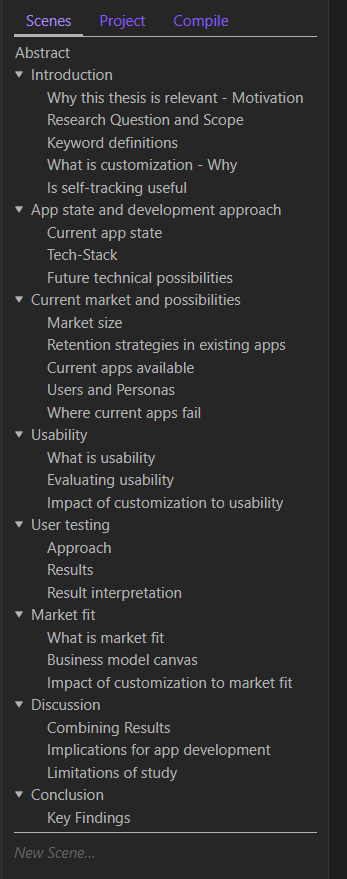 Scenes Project Compile
Abstract
Introduction
Why this thesis is relevant - Motivation
Research Question and Scope
Keyword definitions
What is customization - Why
Is self-tracking useful
App state and development approach
Current app state
Tech-Stack
Future technical possibilities
Current market and possibilities
Market size
Retention strategies in existing apps
Current apps available
Users and Personas
Where current apps fail
Usability
What is usability
Evaluating usability
Impact of customization to usability
User testing
Approach
Results
Result interpretation
Market fit
What is market fit
Business model canvas
Impact of customization to market fit
Discussion
Combining Results
Implications for app development
Limitations of study
Conclusion
Key Findings
New Scene...